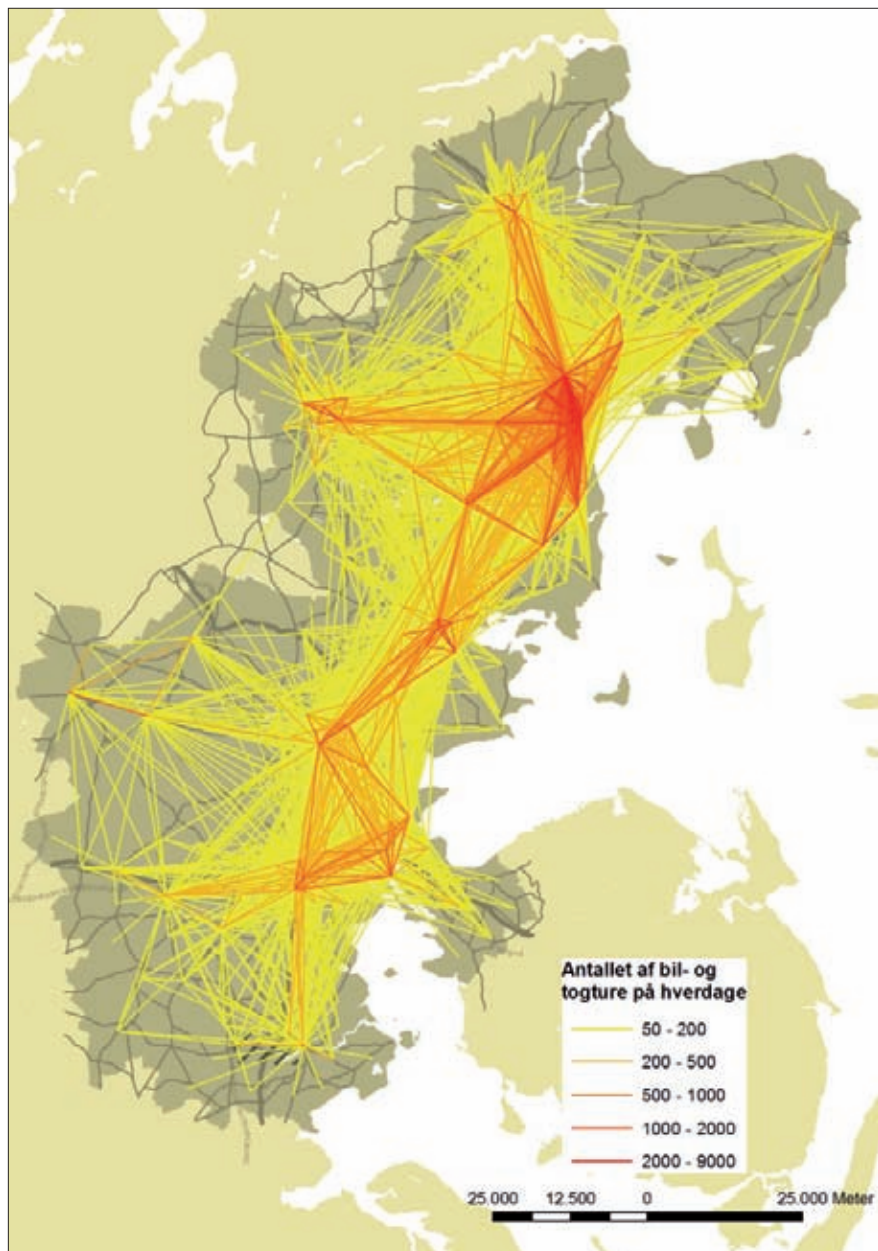 Antallet af bil- og
togture på hverdage
50 - 200
200 - 500
500 - 1000
1000 - 2000
2000 - 9000
25.000 12.500 0 25.000 Meter